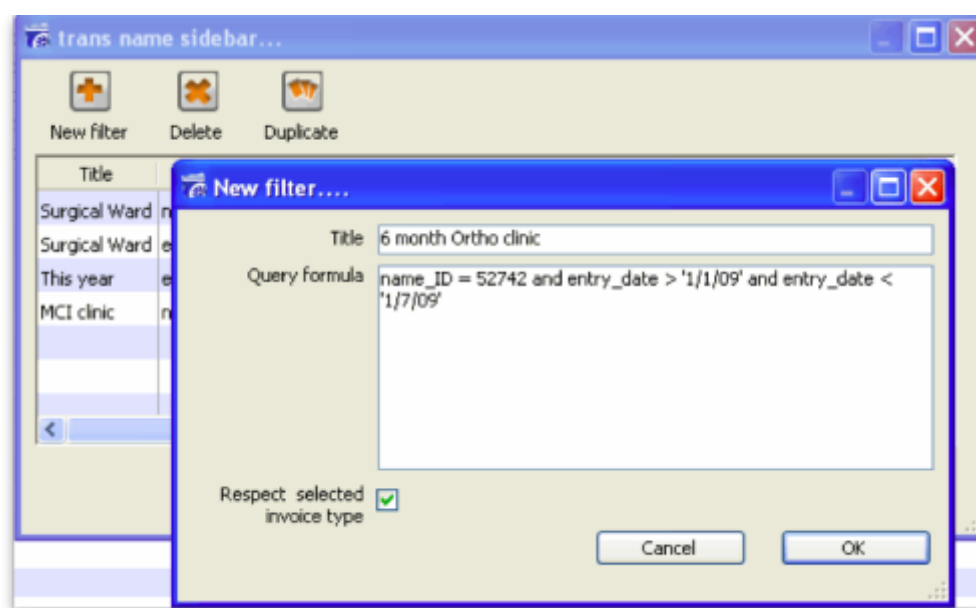 trans name sidebar...
New filter
Delete
Duplicate
Title
Surgical Ward n
Surgical Ward e
This year e
MCI clinic n
New filter....
Title 6 month Ortho clinic
Query formula name_ID = 52742 and entry_date > '1/1/09' and entry_date <
'1/7/09'
Respect selected
invoice type
Cancel
OK